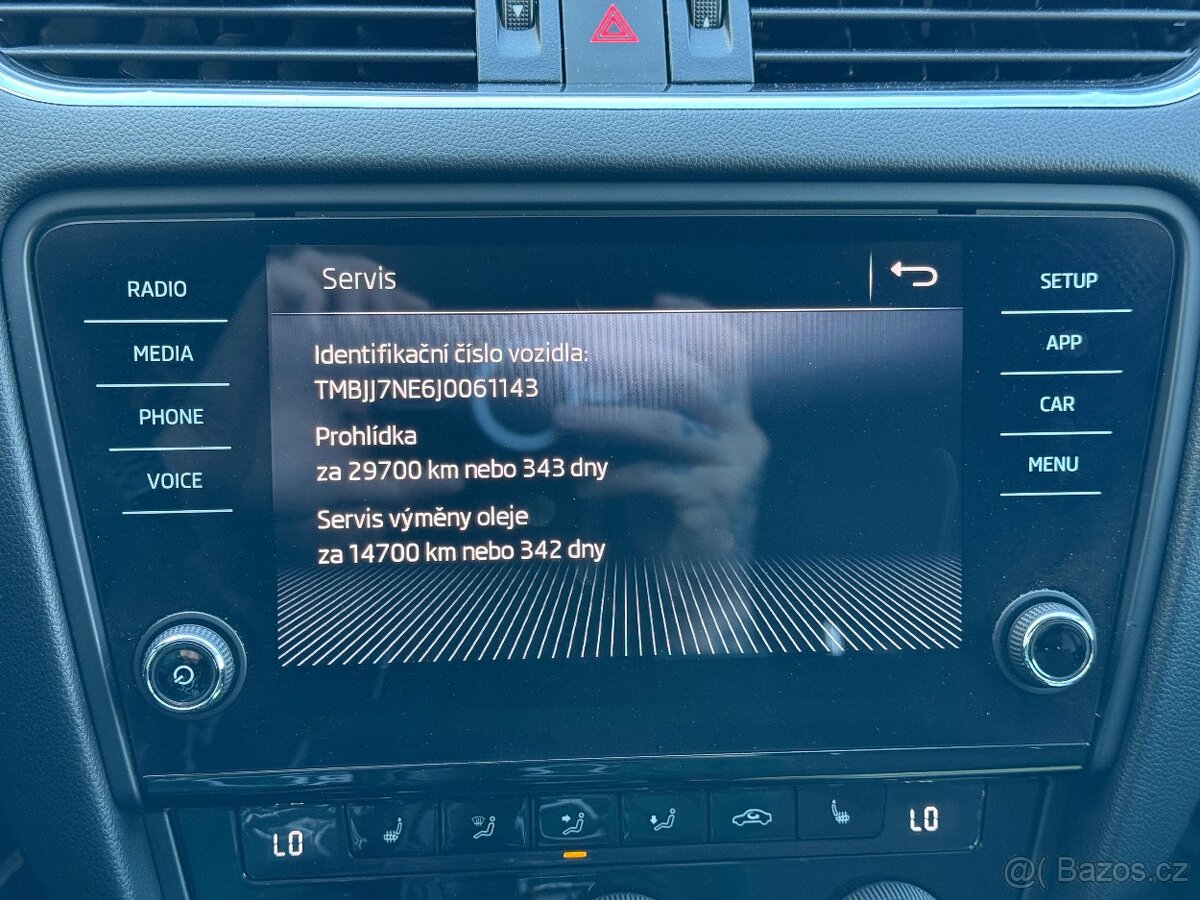 Servis
RADIO
MEDIA
PHONE
VOICE
Identifikační číslo vozidla:
TMBJJ7NE6J0061143
Prohlídka
za 29700 km nebo 343 dny
Servis výměny oleje
za 14700 km nebo 342 dny
SETUP
APP
CAR
MENU
LO
LO
@( Bazos.cz